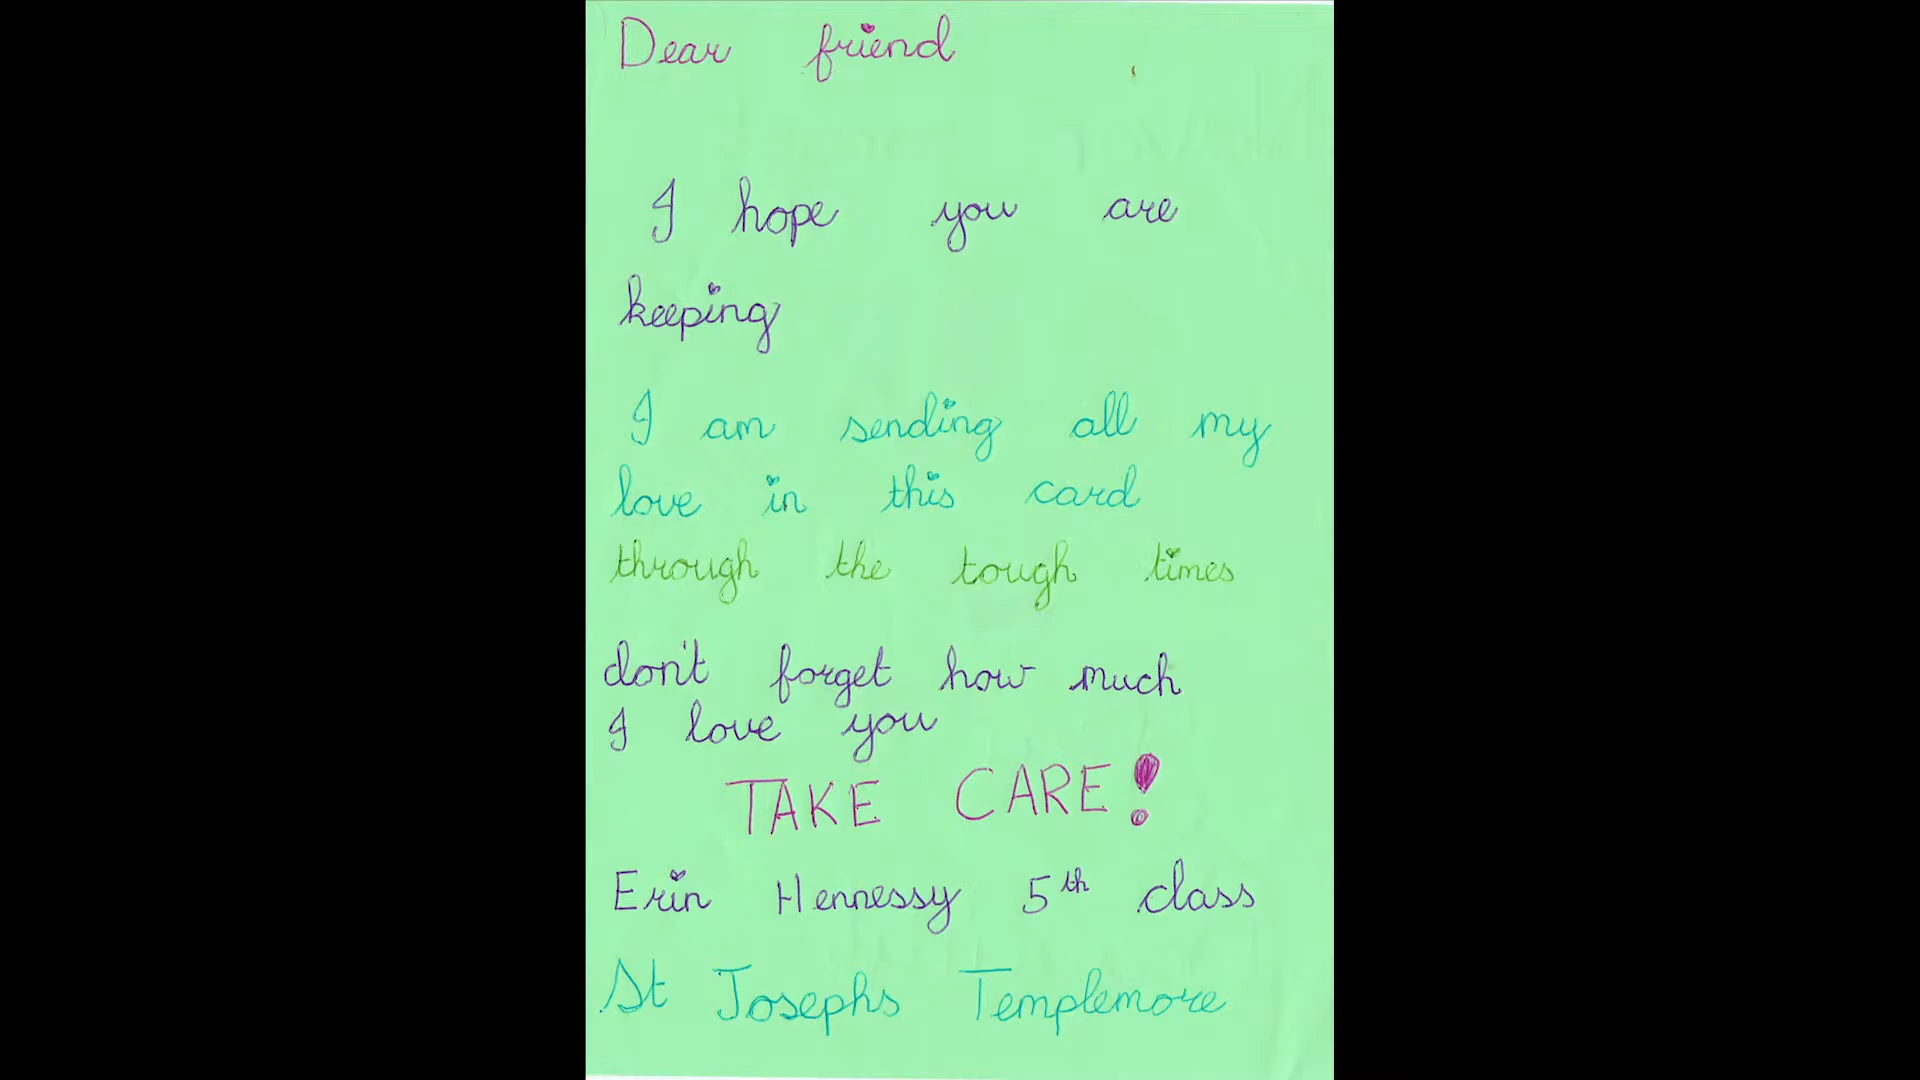 Dear friend
I hope you are
keeping
I am sending all my
love in this card
through the tough times
don't forget how much
I love you
TAKE CARE!
Erin Hennessy 5th class
St Josephs Templemore